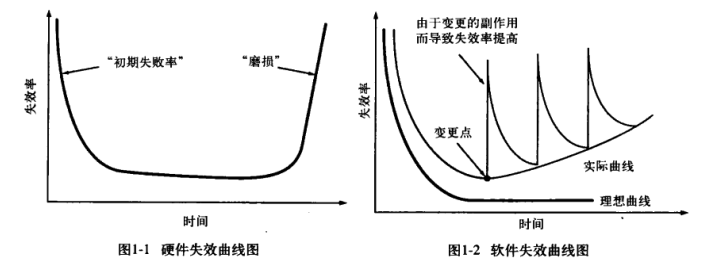 失效率
“初期失败率”
“磨损”
时间
图1-1 硬件失效曲线图
失效率
由于变更的副作用
而导致失效率提高
变更点
实际曲线
理想曲线
时间
图1-2 软件失效曲线图